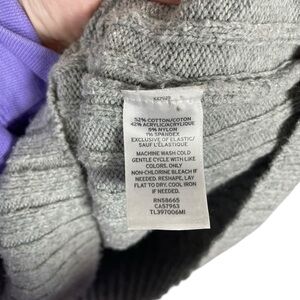 52% COTTON/COTON
42% ACRYLIC/ACRYLIQUE
5% NYLON
1% SPANDEX
EXCLUSIVE OF ELASTIC/
SAUF L'ÉLASTIQUE
MACHINE WASH COLD
GENTLE CYCLE WITH LIKE
COLORS. ONLY
NON-CHLORINE BLEACH IF
NEEDED. RESHAPE, LAY
FLAT TO DRY. COOL IRON
IF NEEDED.
RN58665
CA57963
TL397006MI